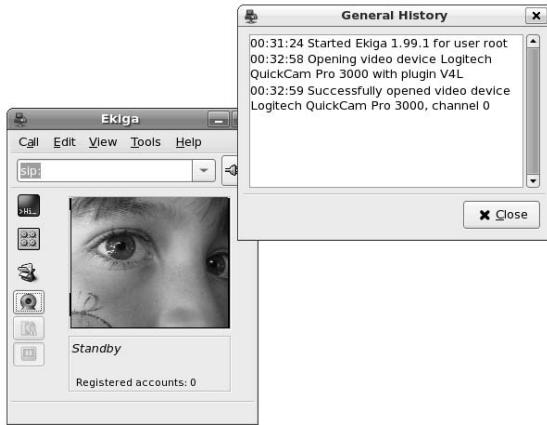 General History
00:31:24 Started Ekiga 1.99.1 for user root
00:32:58 Opening video device Logitech
QuickCam Pro 3000 with plugin V4L
00:32:59 Successfully opened video device
Logitech QuickCam Pro 3000, channel 0
Close
Ekiga
Call Edit View Tools Help
sip:
>Hi_
Standby
Registered accounts: 0